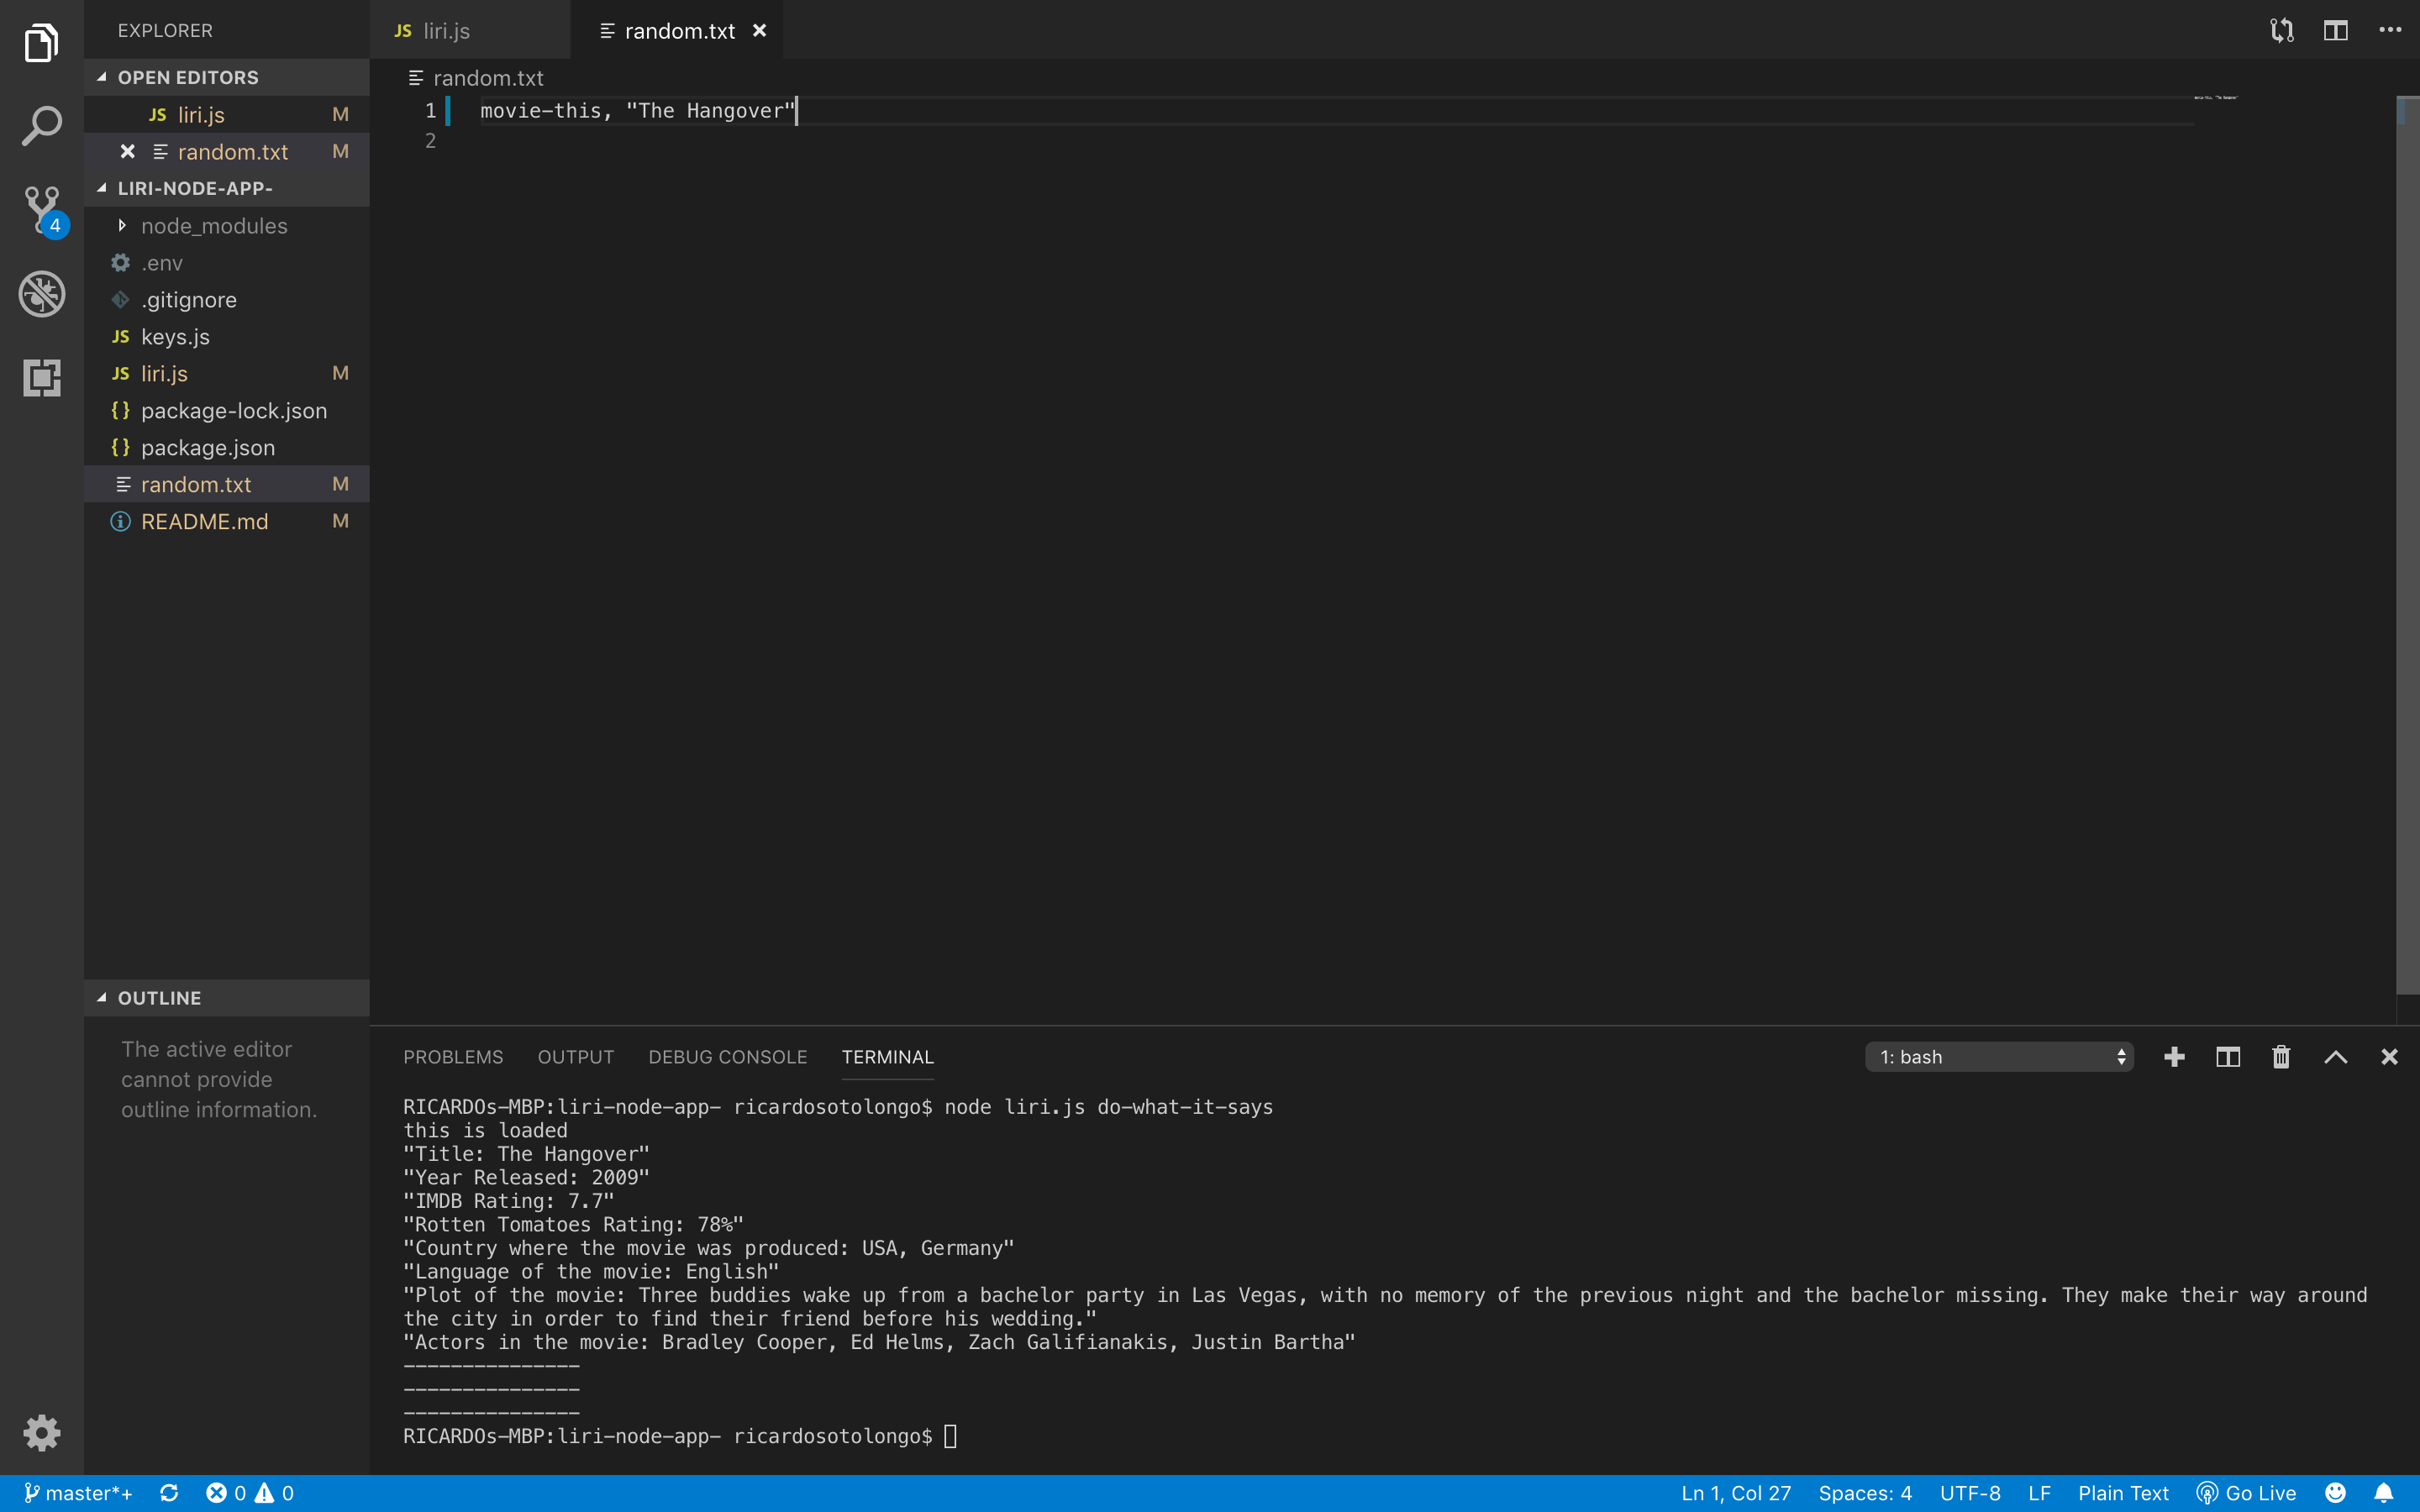 EXPLORER
OPEN EDITORS
JS liri.js M
random.txt M
LIRI-NODE-APP-
node_modules
.env
.gitignore
JS keys.js
JS liri.js M
{} package-lock.json
{} package.json
random.txt M
README.md M
4
OUTLINE
The active editor
cannot provide
outline information.
JS liri.js
random.txt
random.txt
1 movie-this, "The Hangover"
2
PROBLEMS OUTPUT DEBUG CONSOLE TERMINAL 1: bash
RICARDOs-MBP:liri-node-app- ricardosotolongo$ node liri.js do-what-it-says
this is loaded
"Title: The Hangover"
"Year Released: 2009"
"IMDB Rating: 7.7"
"Rotten Tomatoes Rating: 78%"
"Country where the movie was produced: USA, Germany"
"Language of the movie: English"
"Plot of the movie: Three buddies wake up from a bachelor party in Las Vegas, with no memory of the previous night and the bachelor missing. They make their way around
the city in order to find their friend before his wedding."
"Actors in the movie: Bradley Cooper, Ed Helms, Zach Galifianakis, Justin Bartha"
---------------
---------------
---------------
RICARDOs-MBP:liri-node-app- ricardosotolongo$
master*+ 0 0 Ln 1, Col 27 Spaces: 4 UTF-8 LF Plain Text Go Live